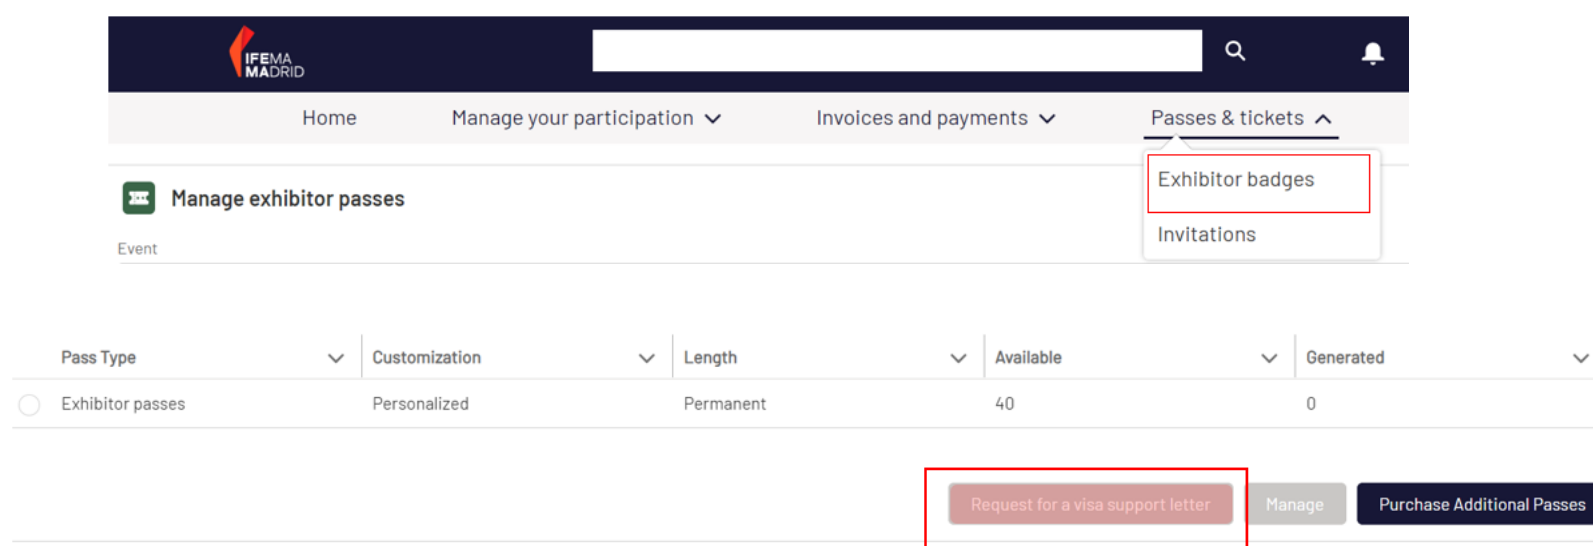 IFEMA
MADRID
Home Manage your participation Invoices and payments Passes & tickets
Exhibitor badges
Invitations
Manage exhibitor passes
Event
Pass Type Customization Length Available Generated
Exhibitor passes Personalized Permanent 40 0
Request for a visa support letter Manage Purchase Additional Passes